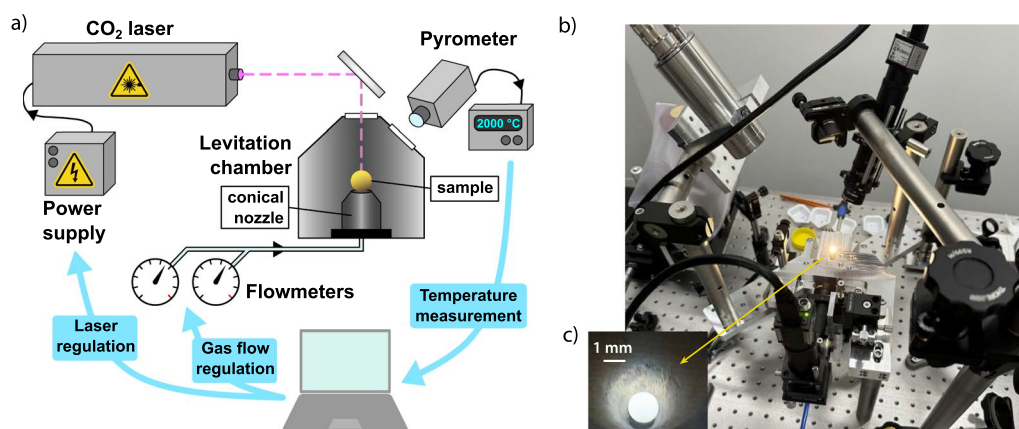 a)
CO₂ laser
Pyrometer
2000 °C
Levitation
chamber
sample
conical
nozzle
Power
supply
Flowmeters
Laser
regulation
Gas flow
regulation
Temperature
measurement
b)
c)
1 mm